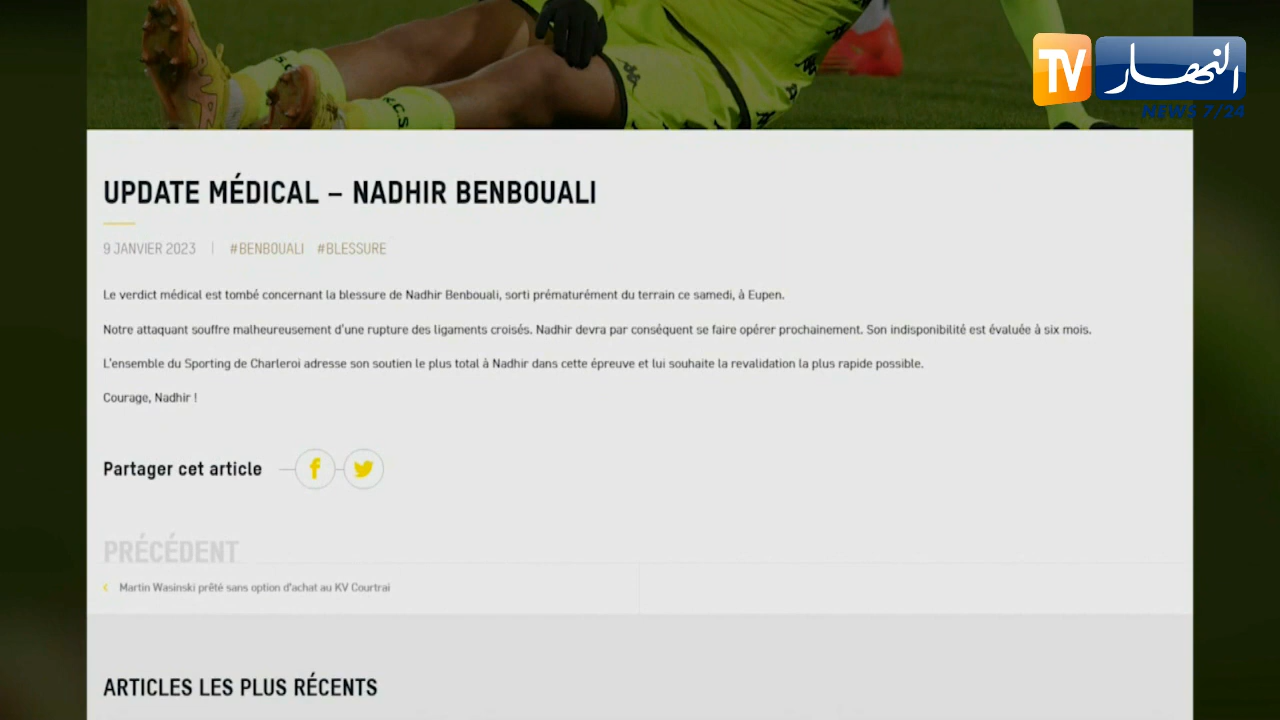 TV النهار
NEWS 7/24
R.C.S.C
UPDATE MÉDICAL – NADHIR BENBOUALI
9 JANVIER 2023 | #BENBOUALI #BLESSURE
Le verdict médical est tombé concernant la blessure de Nadhir Benbouali, sorti prématurément du terrain ce samedi, à Eupen.
Notre attaquant souffre malheureusement d'une rupture des ligaments croisés. Nadhir devra par conséquent se faire opérer prochainement. Son indisponibilité est évaluée à six mois.
L'ensemble du Sporting de Charleroi adresse son soutien le plus total à Nadhir dans cette épreuve et lui souhaite la revalidation la plus rapide possible.
Courage, Nadhir !
Partager cet article
PRÉCÉDENT
Martin Wasinski prêté sans option d'achat au KV Courtrai
ARTICLES LES PLUS RÉCENTS